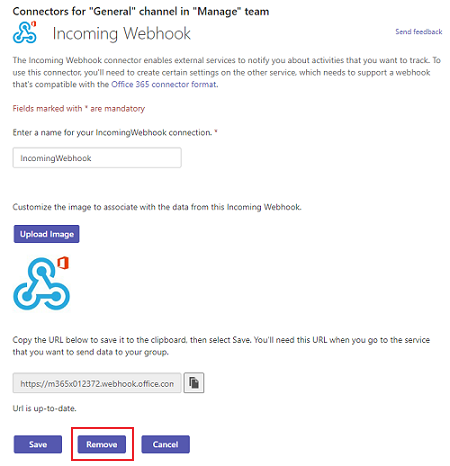 Connectors for "General" channel in "Manage" team
Incoming Webhook
Send feedback
The Incoming Webhook connector enables external services to notify you about activities that you want to track. To
use this connector, you'll need to create certain settings on the other service, which needs to support a webhook
that's compatible with the Office 365 connector format.
Fields marked with * are mandatory
Enter a name for your IncomingWebhook connection. *
IncomingWebhook
Customize the image to associate with the data from this Incoming Webhook.
Upload Image
Copy the URL below to save it to the clipboard, then select Save. You'll need this URL when you go to the service
that you want to send data to your group.
https://m365x012372.webhook.office.con
Url is up-to-date.
Save
Remove
Cancel